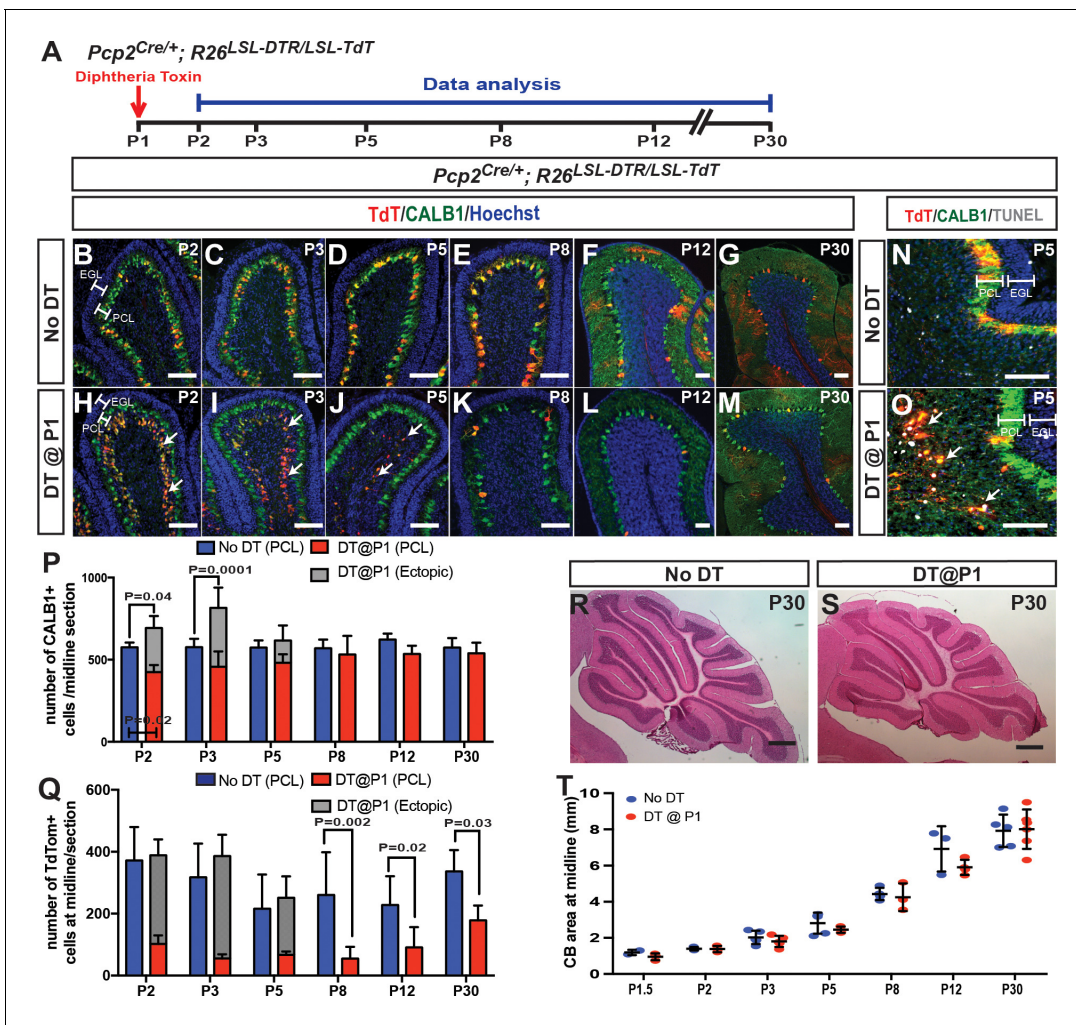 A Pcp2Cre/+; R26LSL-DTR/LSL-TdT
Diphtheria Toxin
Data analysis
P1 P2 P3 P5 P8 P12 P30
Pcp2Cre/+; R26LSL-DTR/LSL-TdT
TdT/CALB1/Hoechst
TdT/CALB1/TUNEL
No DT
B P2 EGL PCL
C P3
D P5
E P8
F P12
G P30
No DT
N P5 PCL EGL
DT @ P1
H P2 EGL PCL
I P3
J P5
K P8
L P12
M P30
DT @ P1
O P5 PCL EGL
P
No DT (PCL) DT@P1 (PCL)
DT@P1 (Ectopic)
number of CALB1+
cells /midline section
1000
500
0
P=0.04
P=0.0001
P=0.02
P2 P3 P5 P8 P12 P30
Q
No DT (PCL) DT@P1 (PCL)
DT@P1 (Ectopic)
number of TdTom+
cells at midline/section
600
400
200
0
P=0.002
P=0.02
P=0.03
P2 P3 P5 P8 P12 P30
No DT
DT@P1
R P30
S P30
T
No DT
DT @ P1
CB area at midline (mm)
10
8
6
4
2
0
P1.5 P2 P3 P5 P8 P12 P30